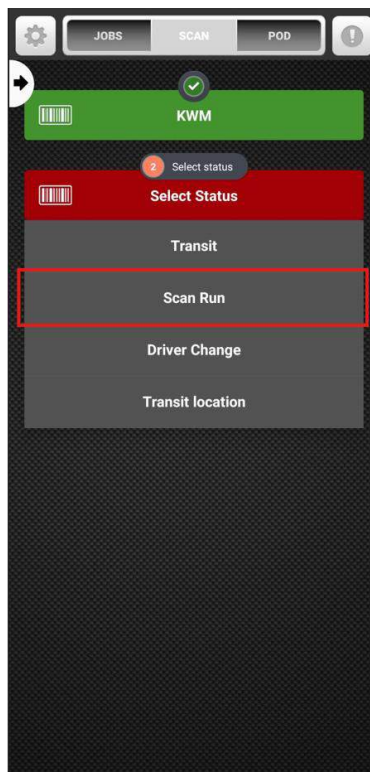 JOBS SCAN POD
KWM
2 Select status
Select Status
Transit
Scan Run
Driver Change
Transit location